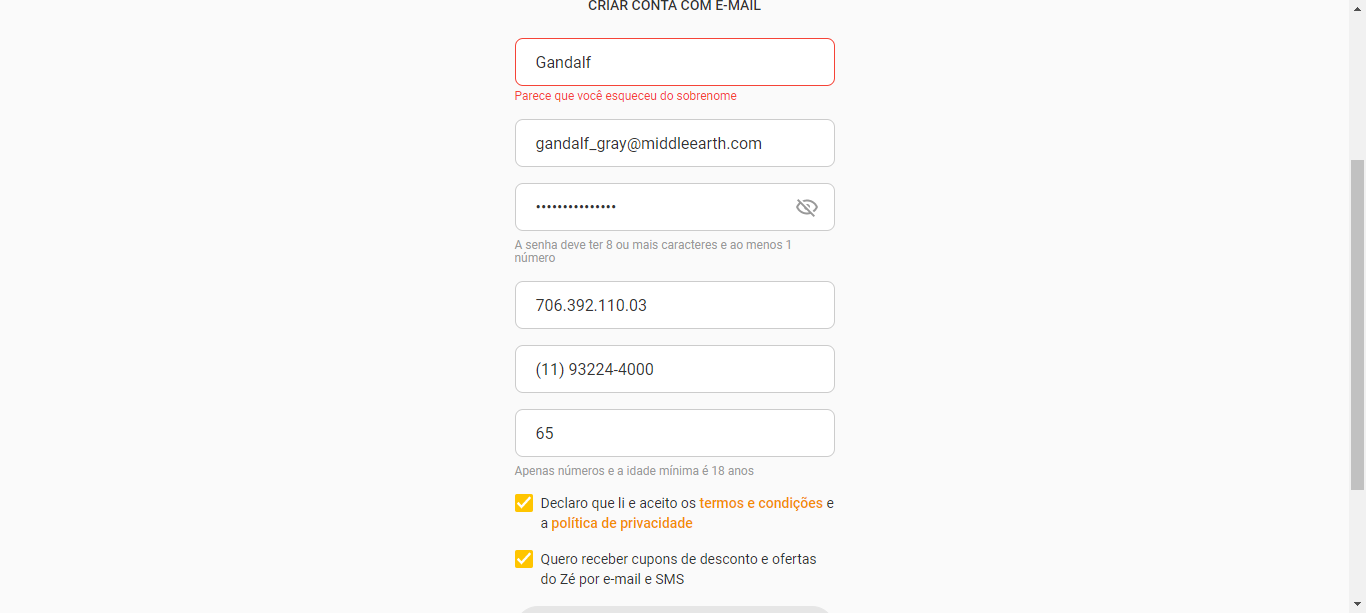 CRIAR CONTA COM E-MAIL
Gandalf
Parece que você esqueceu do sobrenome
gandalf_gray@middleearth.com
•••••••••••••••
A senha deve ter 8 ou mais caracteres e ao menos 1
número
706.392.110.03
(11) 93224-4000
65
Apenas números e a idade mínima é 18 anos
Declaro que li e aceito os termos e condições e
a política de privacidade
Quero receber cupons de desconto e ofertas
do Zé por e-mail e SMS